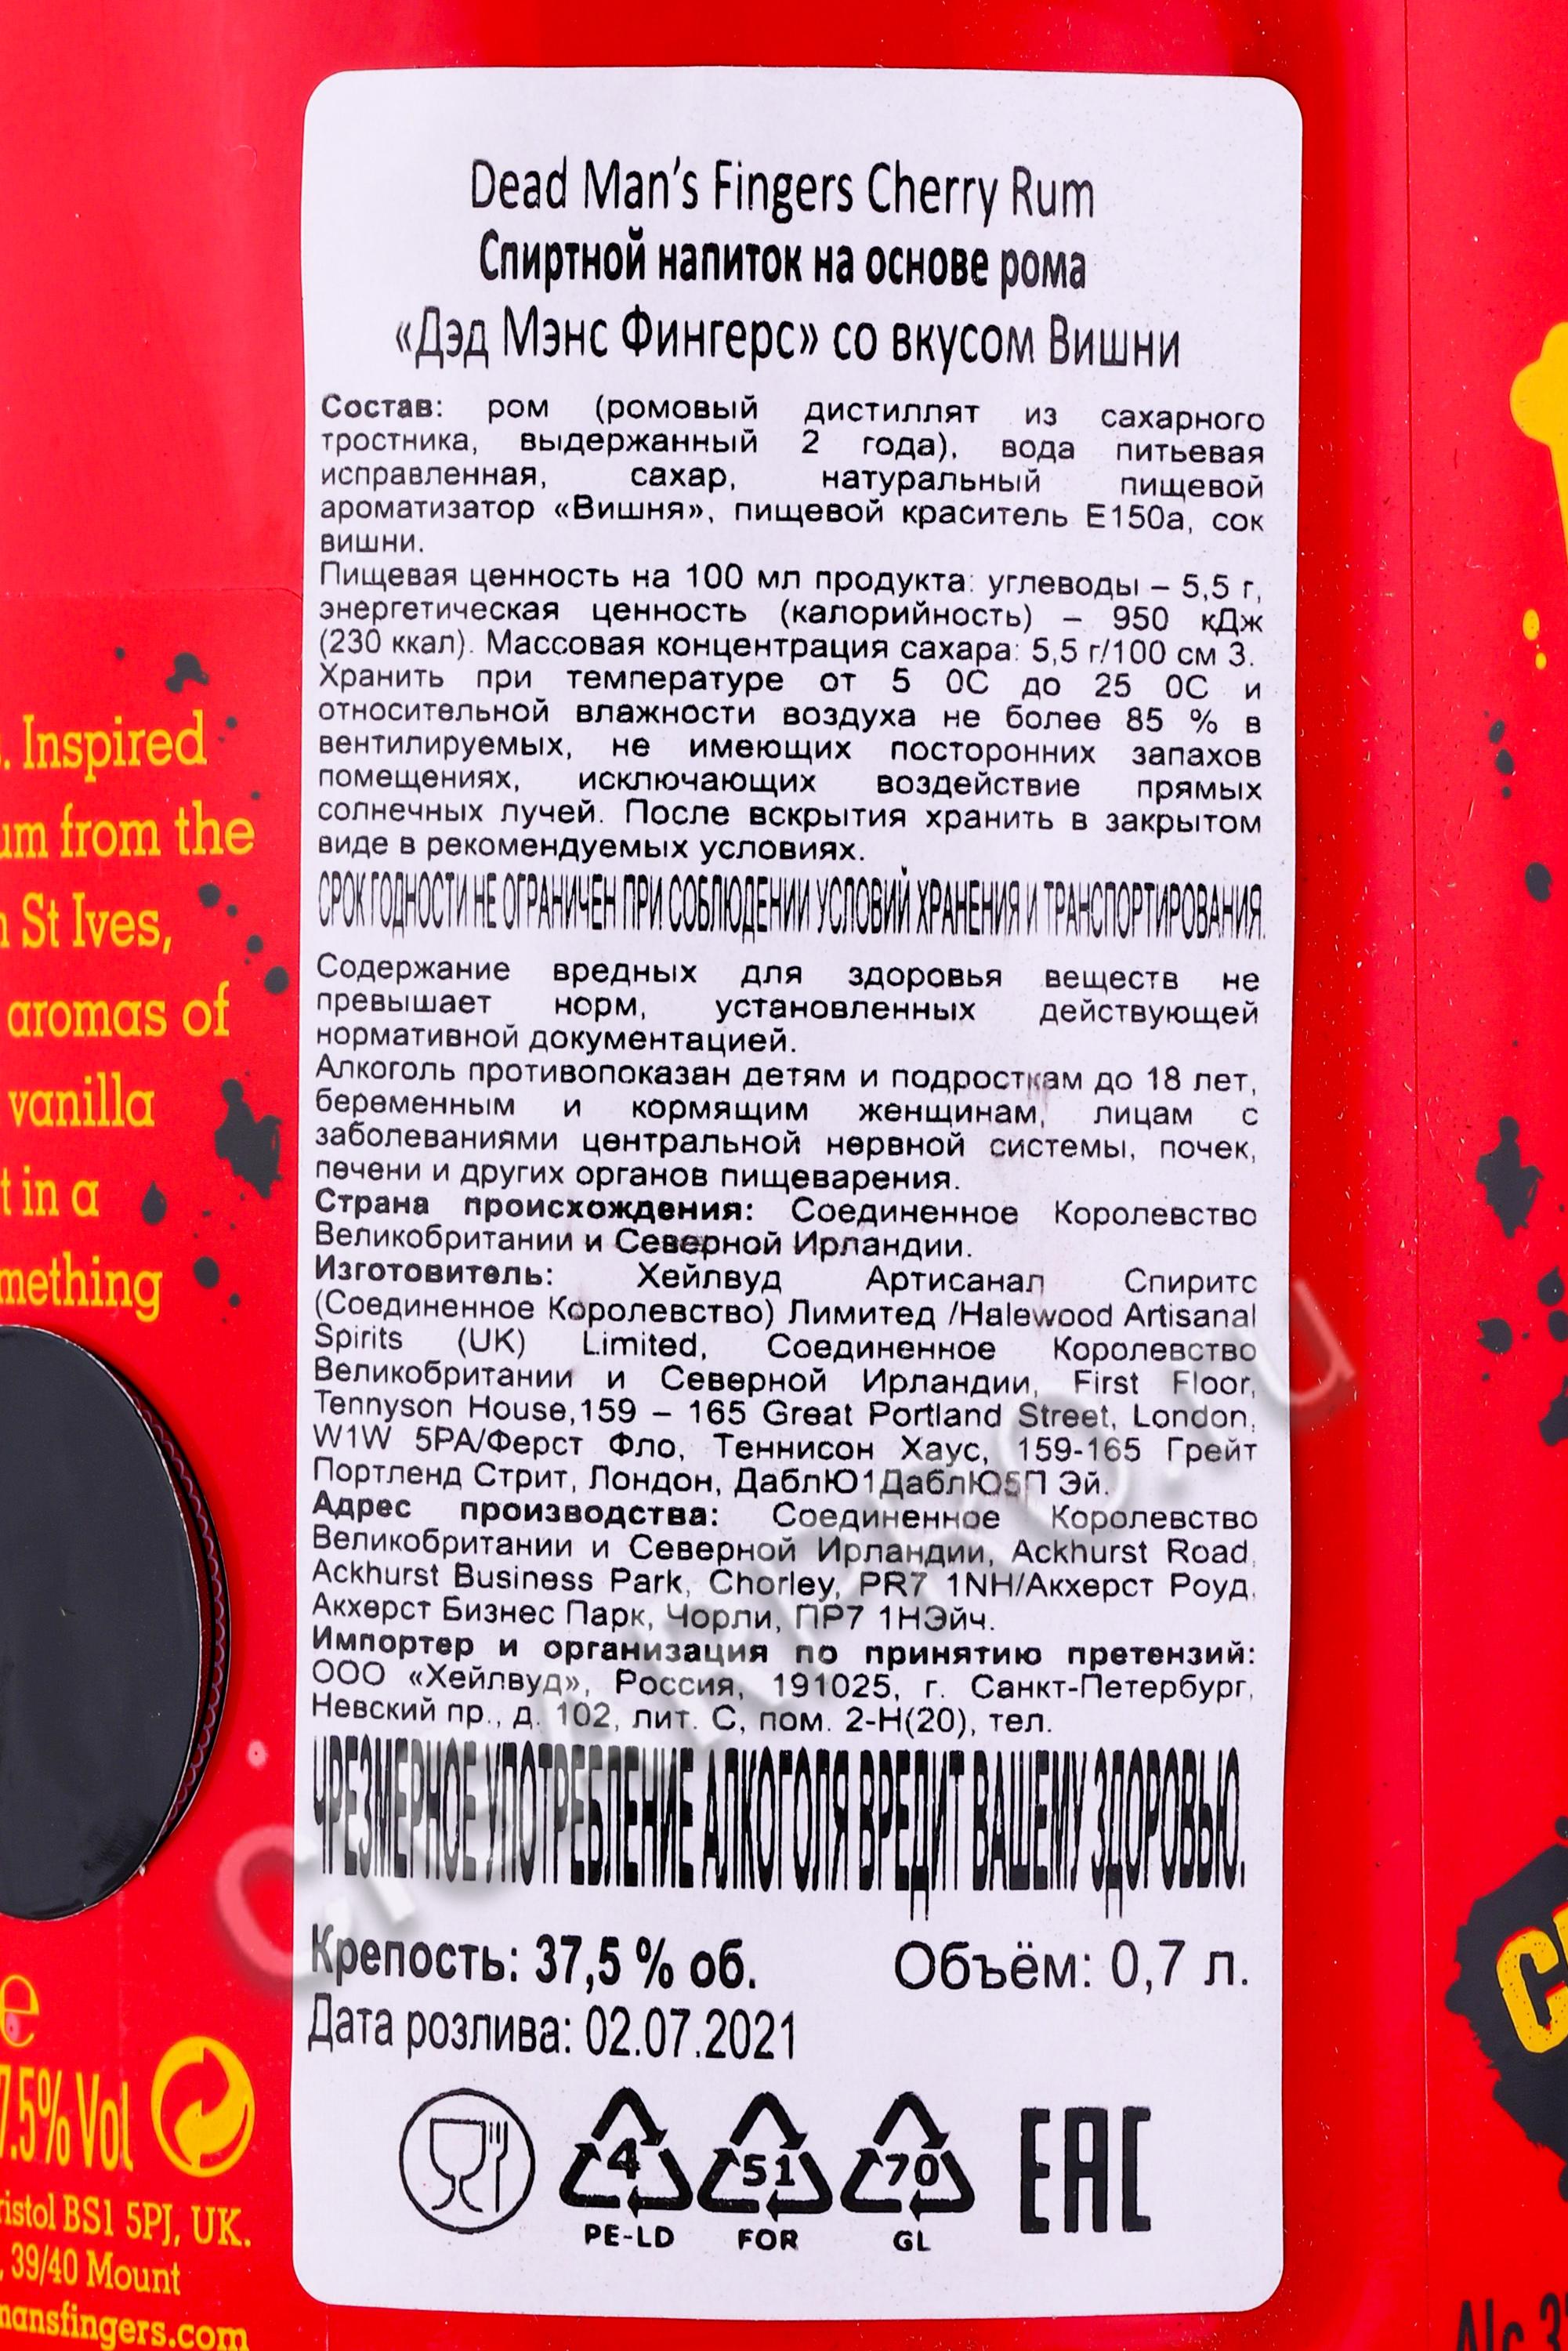 Dead Man's Fingers Cherry Rum
Спиртной напиток на основе рома
«Дэд Мэнс Фингерс» со вкусом Вишни
Состав: ром (ромовый дистиллят из сахарного
тростника, выдержанный 2 года), вода питьевая
исправленная, сахар, натуральный пищевой
ароматизатор «Вишня», пищевой краситель Е150а, сок
вишни.
Пищевая ценность на 100 мл продукта: углеводы – 5,5 г,
энергетическая ценность (калорийность) – 950 кДж
(230 ккал). Массовая концентрация сахара: 5,5 г/100 см 3.
Хранить при температуре от 5 0С до 25 0С и
относительной влажности воздуха не более 85 % в
вентилируемых, не имеющих посторонних запахов
помещениях, исключающих воздействие прямых
солнечных лучей. После вскрытия хранить в закрытом
виде в рекомендуемых условиях.
СРОК ГОДНОСТИ НЕ ОГРАНИЧЕН ПРИ СОБЛЮДЕНИИ УСЛОВИЙ ХРАНЕНИЯ И ТРАНСПОРТИРОВАНИЯ.
Содержание вредных для здоровья веществ не
превышает норм, установленных действующей
нормативной документацией.
Алкоголь противопоказан детям и подросткам до 18 лет,
беременным и кормящим женщинам, лицам с
заболеваниями центральной нервной системы, почек,
печени и других органов пищеварения.
Страна происхождения: Соединенное Королевство
Великобритании и Северной Ирландии.
Изготовитель: Хейлвуд Артисанал Спиритс
(Соединенное Королевство) Лимитед /Halewood Artisanal
Spirits (UK) Limited, Соединенное Королевство
Великобритании и Северной Ирландии, First Floor,
Tennyson House,159 – 165 Great Portland Street, London,
W1W 5PA/Ферст Фло, Теннисон Хаус, 159-165 Грейт
Портленд Стрит, Лондон, ДаблЮ1ДаблЮ5П Эй.
Адрес производства: Соединенное Королевство
Великобритании и Северной Ирландии, Ackhurst Road,
Ackhurst Business Park, Chorley, PR7 1NH/Акхерст Роуд,
Акхерст Бизнес Парк, Чорли, ПР7 1НЭйч.
Импортер и организация по принятию претензий:
ООО «Хейлвуд», Россия, 191025, г. Санкт-Петербург,
Невский пр., д. 102, лит. С, пом. 2-Н(20), тел.
ЧРЕЗМЕРНОЕ УПОТРЕБЛЕНИЕ АЛКОГОЛЯ ВРЕДИТ ВАШЕМУ ЗДОРОВЬЮ.
Крепость: 37,5 % об. Объём: 0,7 л.
Дата розлива: 02.07.2021
4 51 70 ЕАС
PE-LD FOR GL
. Inspired
um from the
St Ives,
aromas of
vanilla
t in a
mething
e
7.5% Vol
ristol BS1 5PJ, UK.
, 39/40 Mount
mansfingers.com
Alc 3